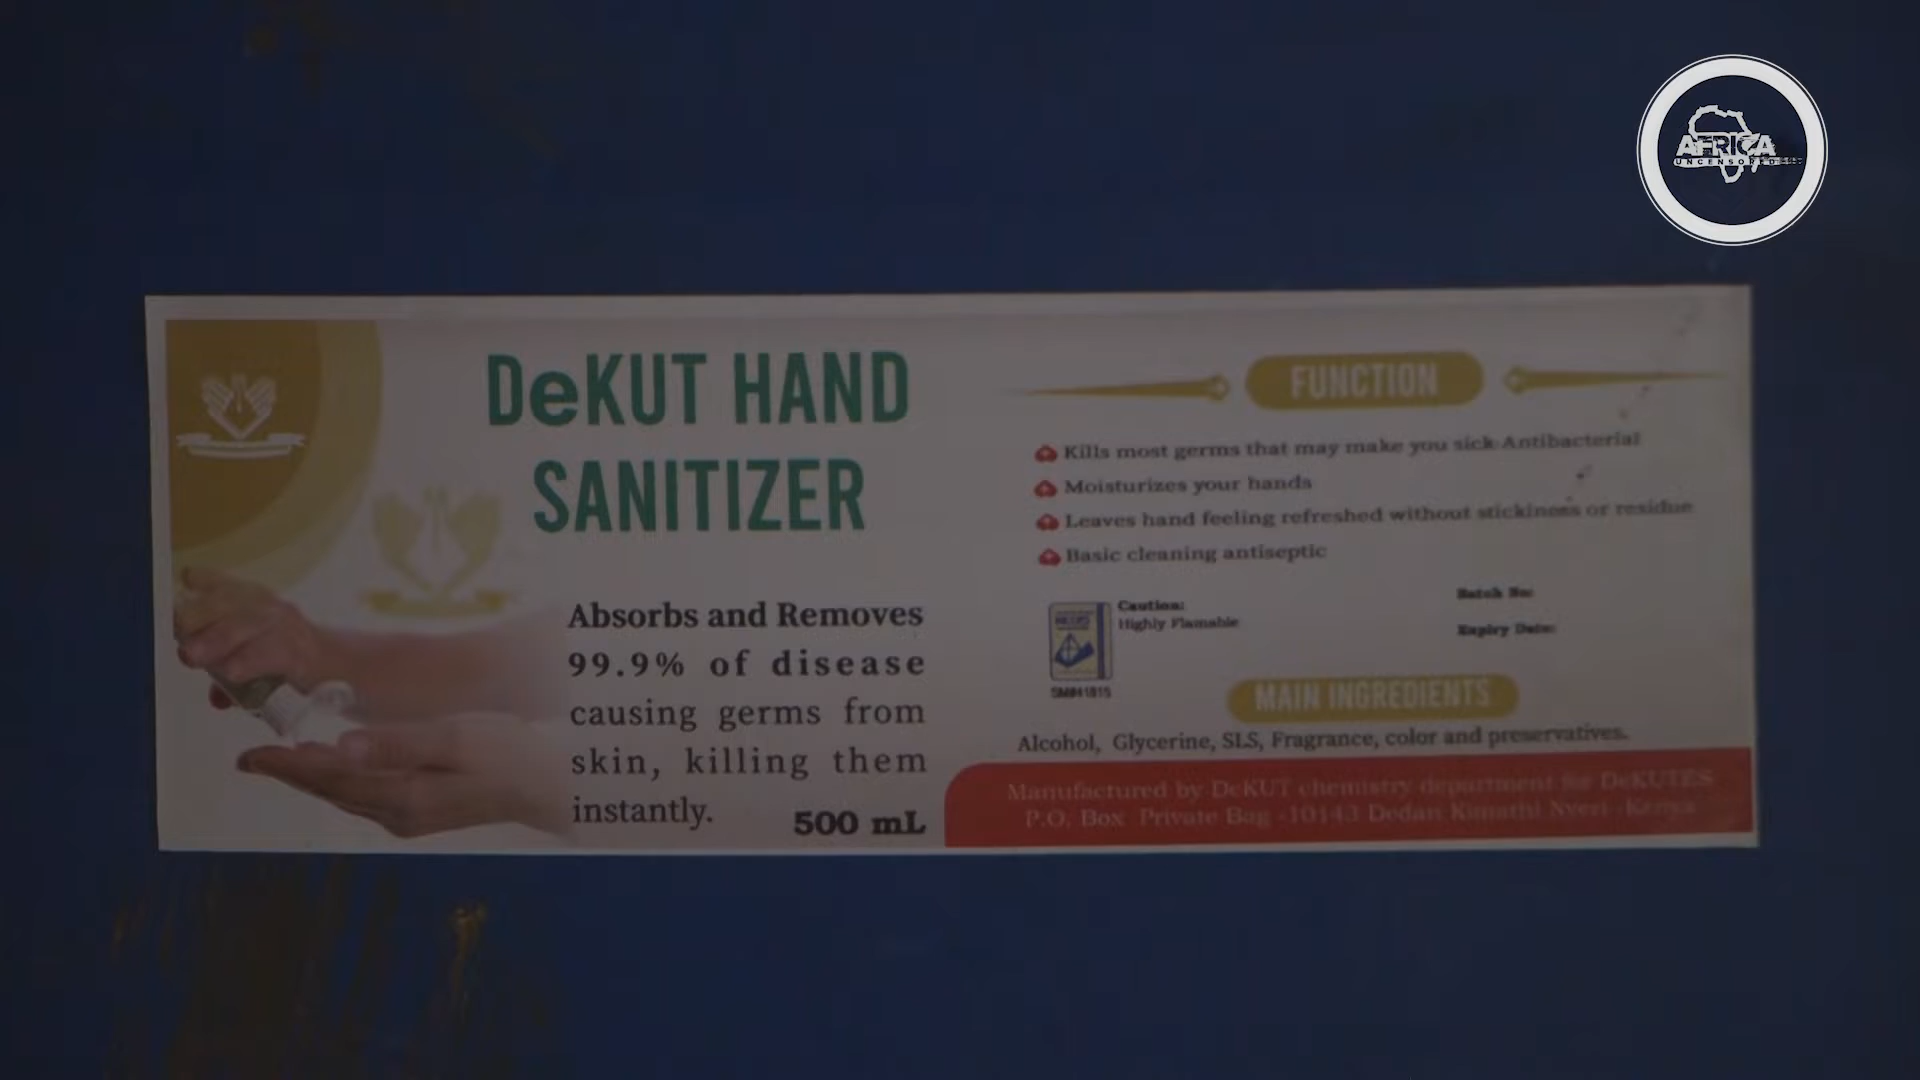 AFRICA
UNCENSORED
DeKUT HAND
SANITIZER
Absorbs and Removes
99.9% of disease
causing germs from
skin, killing them
instantly.
500 mL
FUNCTION
Kills most germs that may make you sick Antibacterial
Moisturizes your hands
Leaves hand feeling refreshed without stickiness or residue
Basic cleaning antiseptic
Caution:
Highly Flamable
Batch No:
Expiry Date:
MAIN INGREDIENTS
Alcohol, Glycerine, SLS, Fragrance, color and preservatives.
Manufactured by DeKUT chemistry department for DeKUTES
P.O. Box Private Bag -10143 Dedan Kimathi Nyeri -Kenya